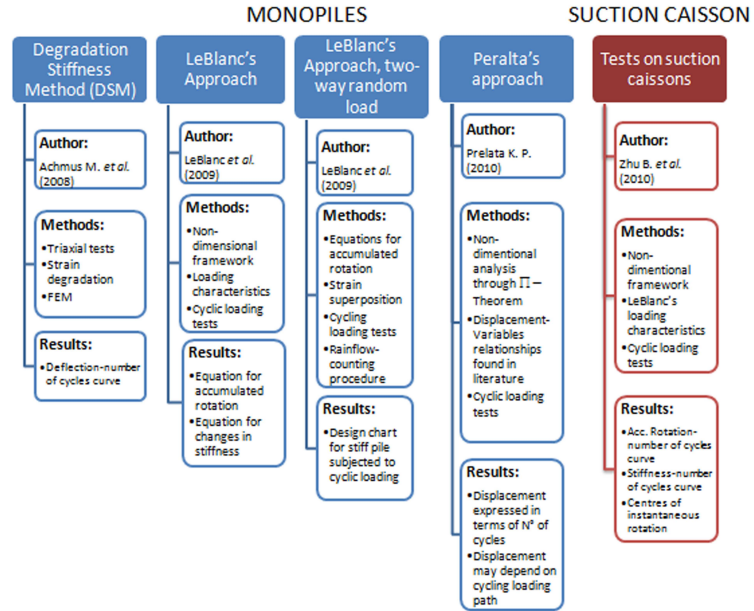 MONOPILES
SUCTION CAISSON
Degradation
Stiffness
Method (DSM)
Author:
Achmus M. et al.
(2008)
Methods:
•Triaxial tests
•Strain
degradation
•FEM
Results:
•Deflection-number
of cycles curve
LeBlanc's
Approach
Author:
LeBlanc et al.
(2009)
Methods:
•Non-
dimensional
framework
•Loading
characteristics
•Cyclic loading
tests
Results:
•Equation for
accumulated
rotation
•Equation for
changes in
stiffness
LeBlanc's
Approach, two-
way random
load
Author:
LeBlanc et al.
(2009)
Methods:
•Equations for
accumulated
rotation
•Strain
superposition
•Cycling
loading tests
•Rainflow-
counting
procedure
Results:
•Design chart
for stiff pile
subjected to
cyclic loading
Peralta's
approach
Author:
Prelata K. P.
(2010)
Methods:
•Non-
dimentional
analysis
through Π –
Theorem
•Displacement-
Variables
relationships
found in
literature
•Cyclic loading
tests
Results:
•Displacement
expressed in
terms of Nº of
cycles
•Displacement
may depend on
cycling loading
path
Tests on suction
caissons
Author:
Zhu B. et al.
(2010)
Methods:
•Non-
dimensional
framework
•LeBlanc's
loading
characteristics
•Cyclic loading
tests
Results:
•Acc. Rotation-
number of cycles
curve
•Stiffness-number
of cycles curve
•Centres of
instantaneous
rotation